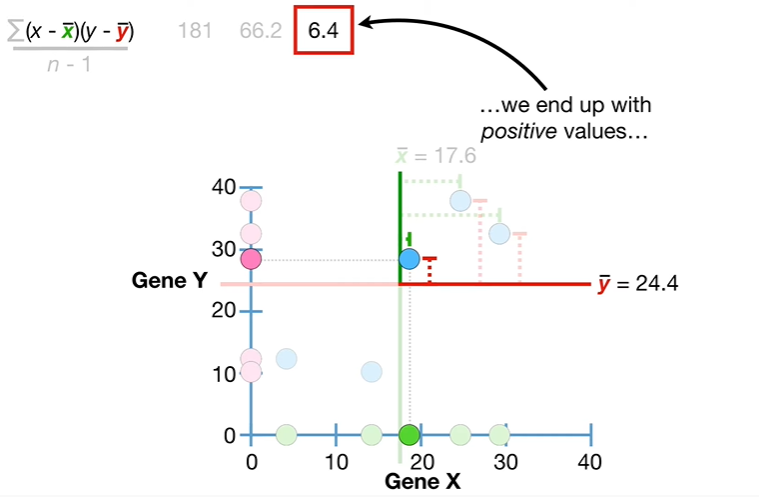 ∑(x - x̅)(y - y̅) 181 66.2 6.4
n - 1
...we end up with
positive values...
x̅ = 17.6
40
30
Gene Y
y̅ = 24.4
20
10
0
0 10 20 30 40
Gene X